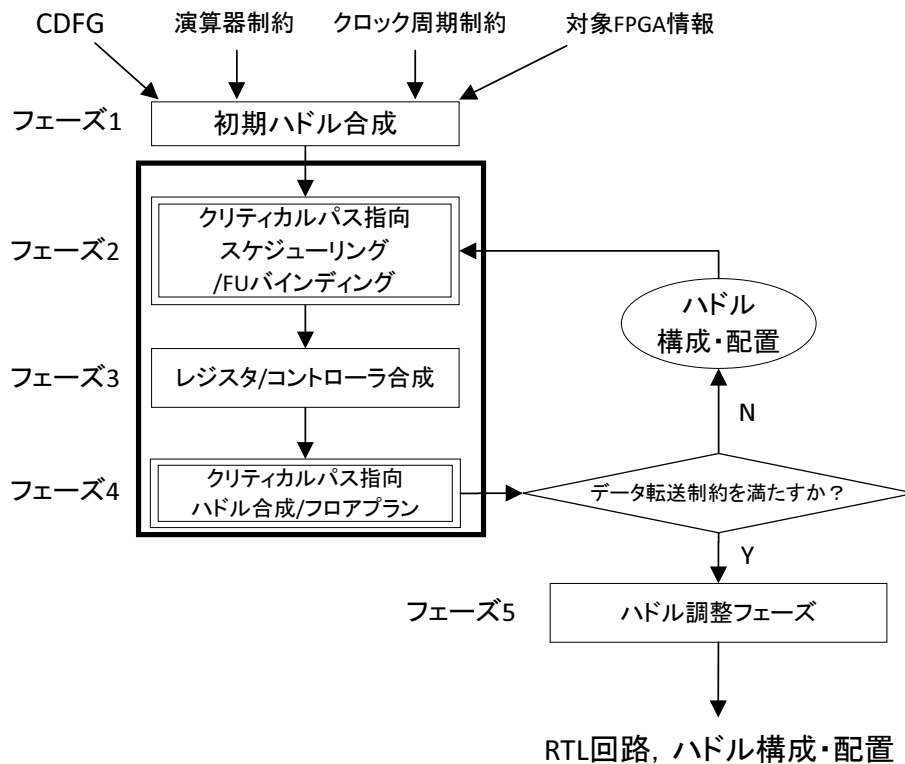 CDFG
演算器制約
クロック周期制約
対象FPGA情報
フェーズ1
初期ハドル合成
フェーズ2
クリティカルパス指向
スケジューリング
/FUバインディング
ハドル
構成・配置
フェーズ3
レジスタ/コントローラ合成
N
フェーズ4
クリティカルパス指向
ハドル合成/フロアプラン
データ転送制約を満たすか？
Y
フェーズ5
ハドル調整フェーズ
RTL回路，ハドル構成・配置